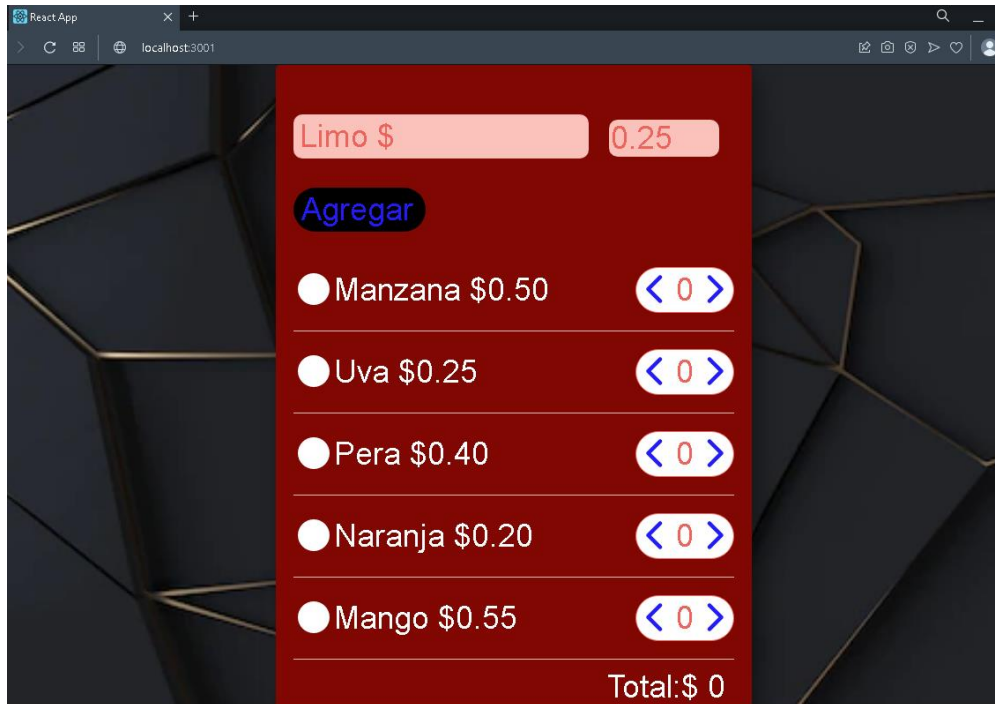 React App
localhost:3001
Limo $ 0.25
Agregar
Manzana $0.50 0
Uva $0.25 0
Pera $0.40 0
Naranja $0.20 0
Mango $0.55 0
Total:$ 0